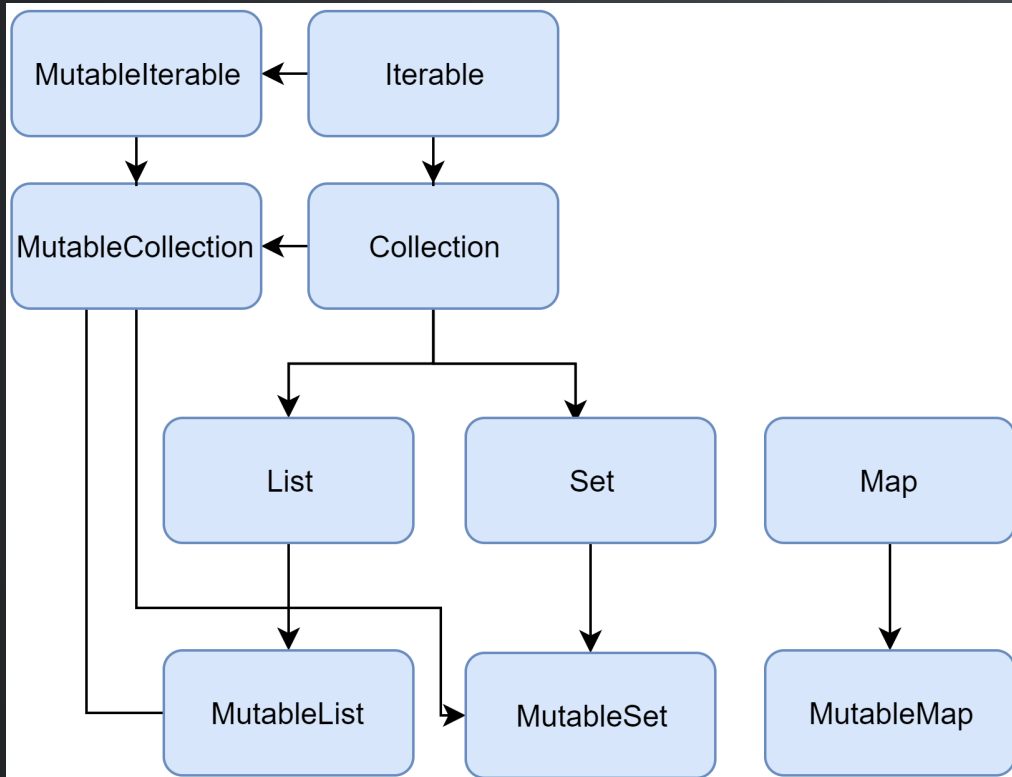 MutableIterable
Iterable
MutableCollection
Collection
List
Set
Map
MutableList
MutableSet
MutableMap